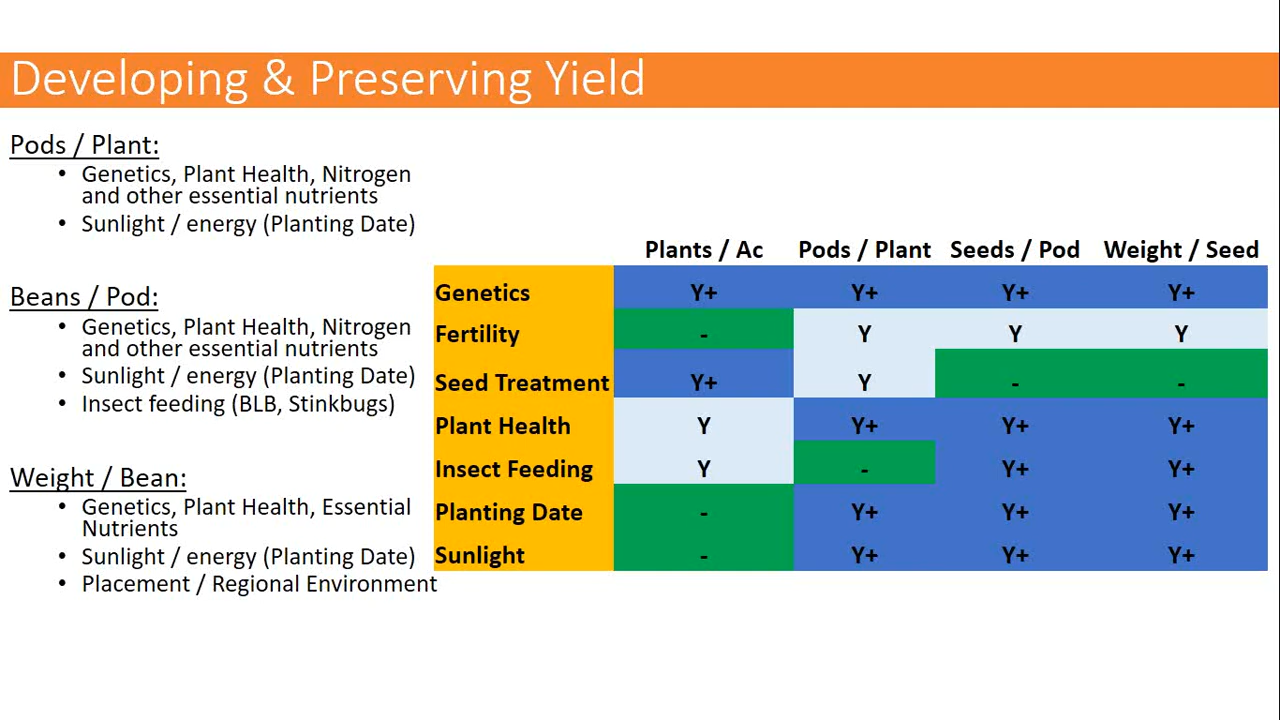 Developing & Preserving Yield
Pods / Plant:
• Genetics, Plant Health, Nitrogen
and other essential nutrients
• Sunlight / energy (Planting Date)
Beans / Pod:
• Genetics, Plant Health, Nitrogen
and other essential nutrients
• Sunlight / energy (Planting Date)
• Insect feeding (BLB, Stinkbugs)
Weight / Bean:
• Genetics, Plant Health, Essential
Nutrients
• Sunlight / energy (Planting Date)
• Placement / Regional Environment
Plants / Ac Pods / Plant Seeds / Pod Weight / Seed
Genetics Y+ Y+ Y+ Y+
Fertility - Y Y Y
Seed Treatment Y+ Y - -
Plant Health Y Y+ Y+ Y+
Insect Feeding Y - Y+ Y+
Planting Date - Y+ Y+ Y+
Sunlight - Y+ Y+ Y+